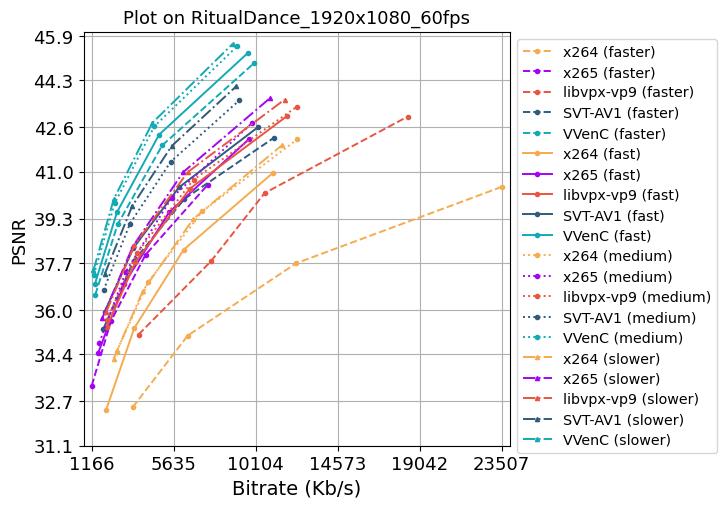 Plot on RitualDance_1920x1080_60fps
45.9
44.3
42.6
41.0
39.3
37.7
36.0
34.4
32.7
31.1
PSNR
1166 5635 10104 14573 19042 23507
Bitrate (Kb/s)
x264 (faster)
x265 (faster)
libvpx-vp9 (faster)
SVT-AV1 (faster)
VVenC (faster)
x264 (fast)
x265 (fast)
libvpx-vp9 (fast)
SVT-AV1 (fast)
VVenC (fast)
x264 (medium)
x265 (medium)
libvpx-vp9 (medium)
SVT-AV1 (medium)
VVenC (medium)
x264 (slower)
x265 (slower)
libvpx-vp9 (slower)
SVT-AV1 (slower)
VVenC (slower)